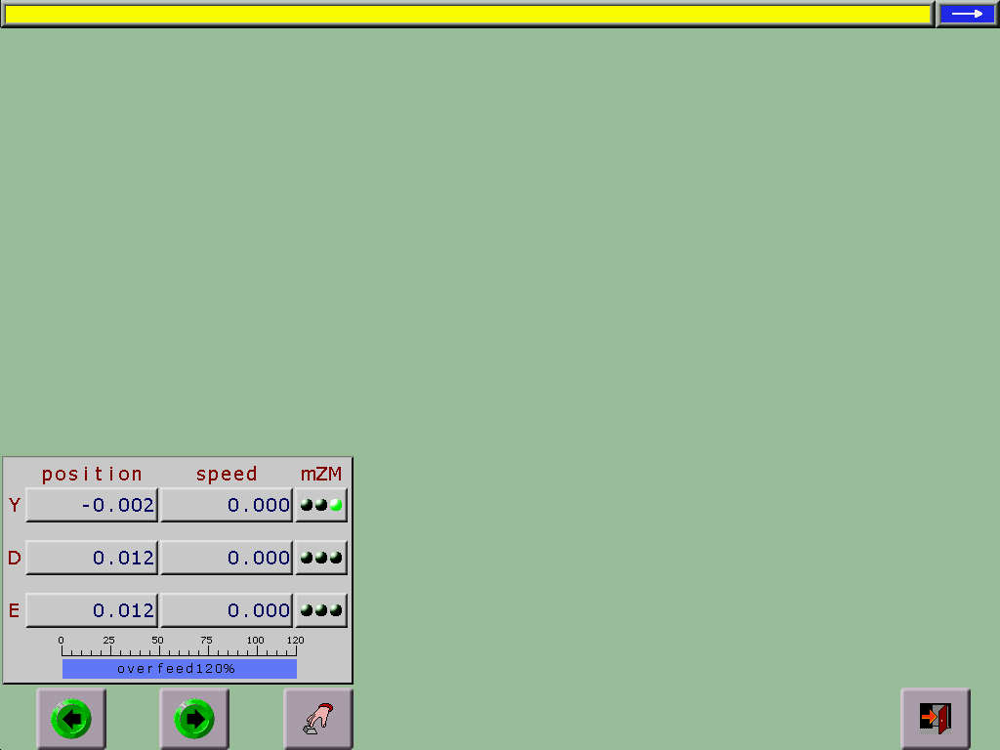 position speed mZM
Y -0.002 0.000
D 0.012 0.000
E 0.012 0.000
0 25 50 75 100 120
overfeed120%